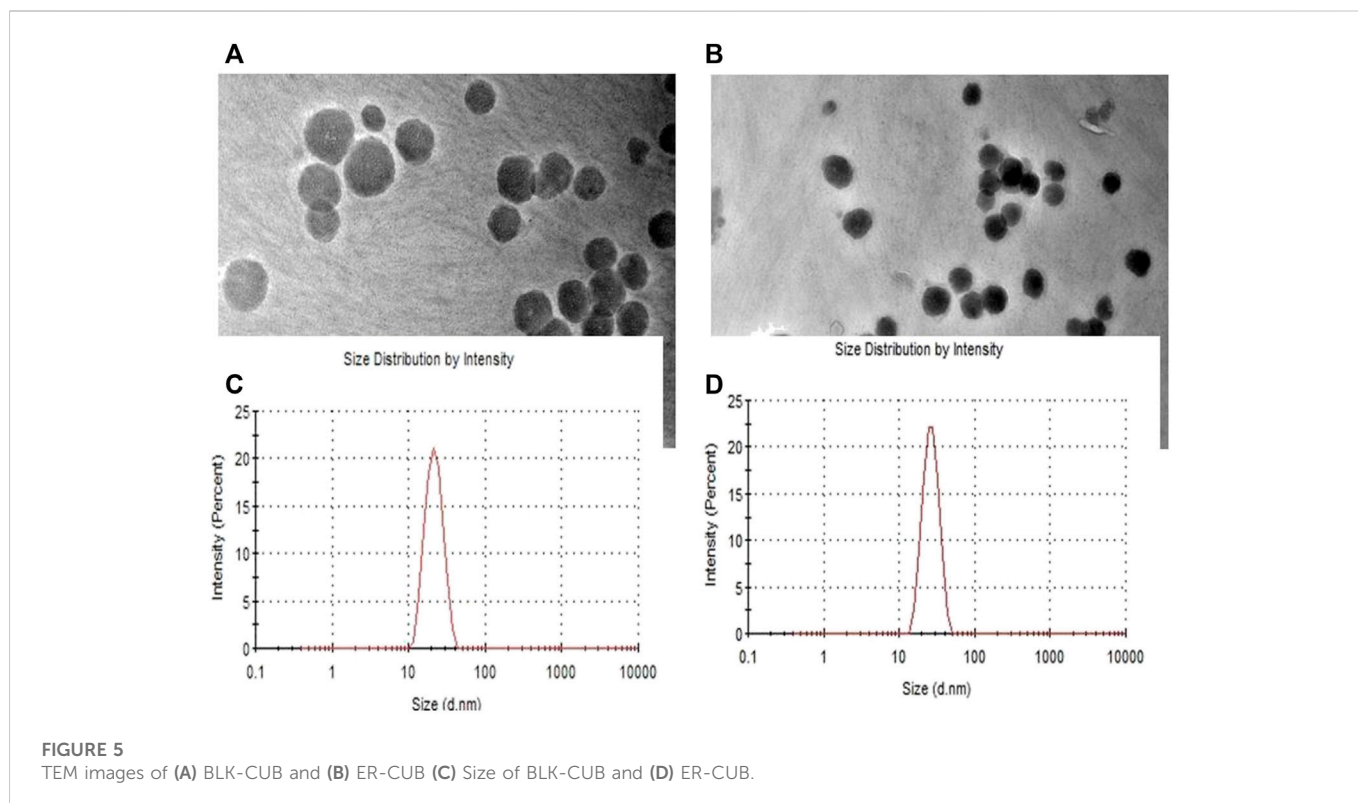 A
B
Size Distribution by Intensity
Size Distribution by Intensity
C
D
25
20
15
10
5
0
Intensity (Percent)
0.1 1 10 100 1000 10000
Size (d.nm)
25
20
15
10
5
0
Intensity (Percent)
0.1 1 10 100 1000 10000
Size (d.nm)
FIGURE 5
TEM images of (A) BLK-CUB and (B) ER-CUB (C) Size of BLK-CUB and (D) ER-CUB.